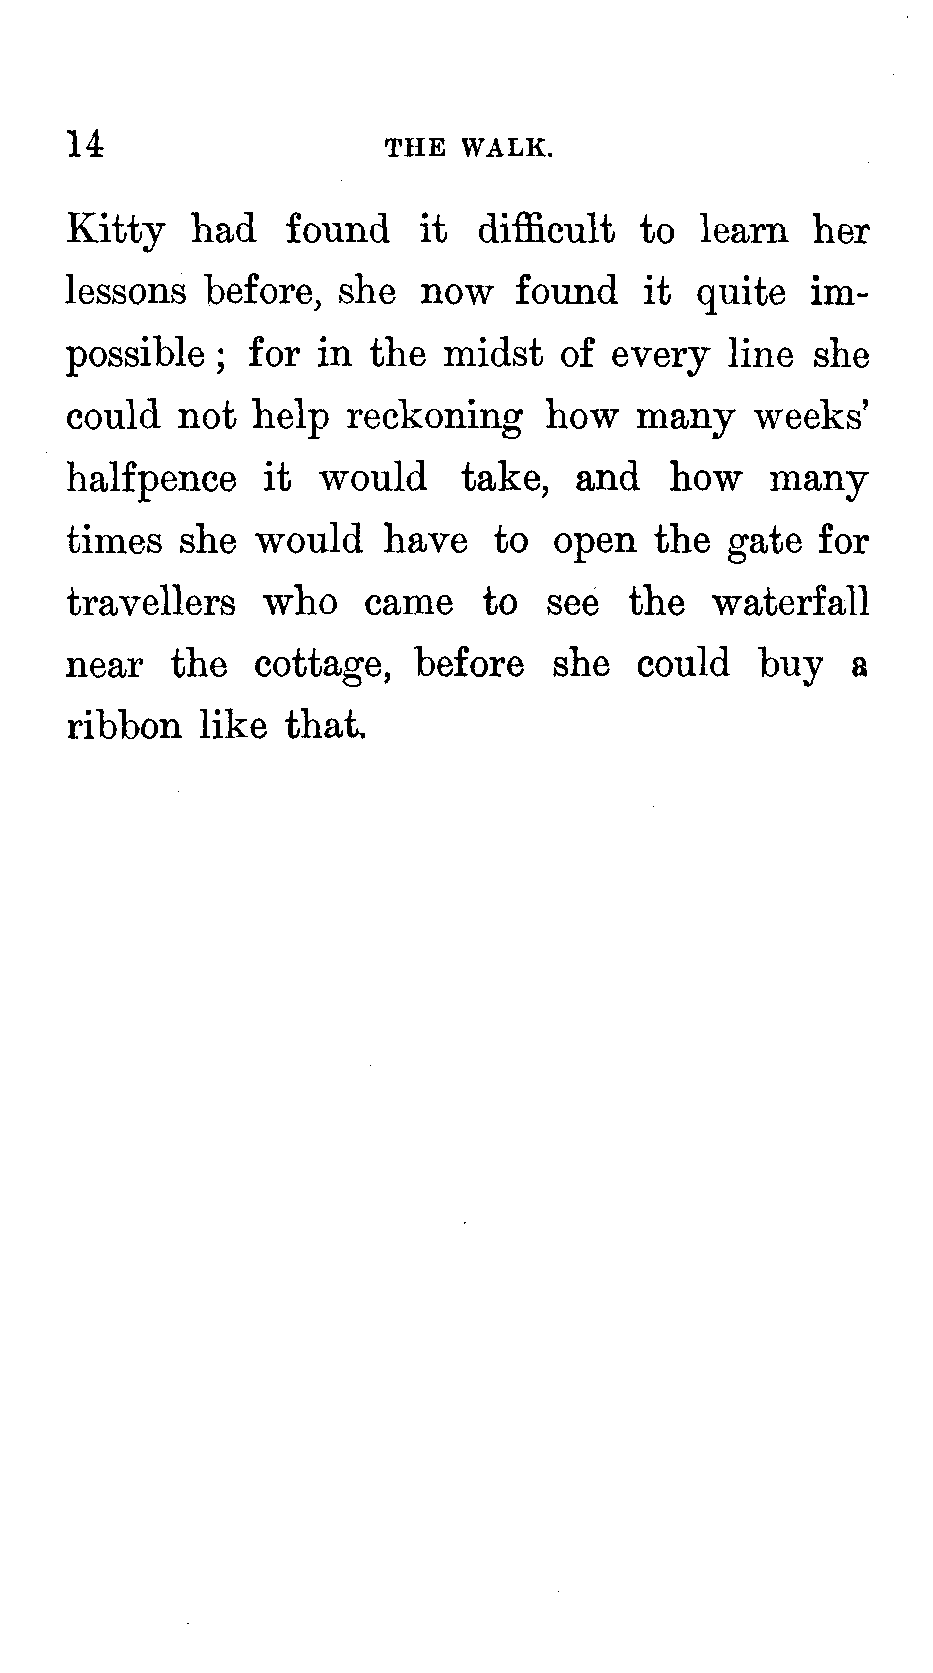 14 THE WALK.
Kitty had found it difficult to learn her
lessons before, she now found it quite im-
possible ; for in the midst of every line she
could not help reckoning how many weeks'
halfpence it would take, and how many
times she would have to open the gate for
travellers who came to see the waterfall
near the cottage, before she could buy a
ribbon like that.